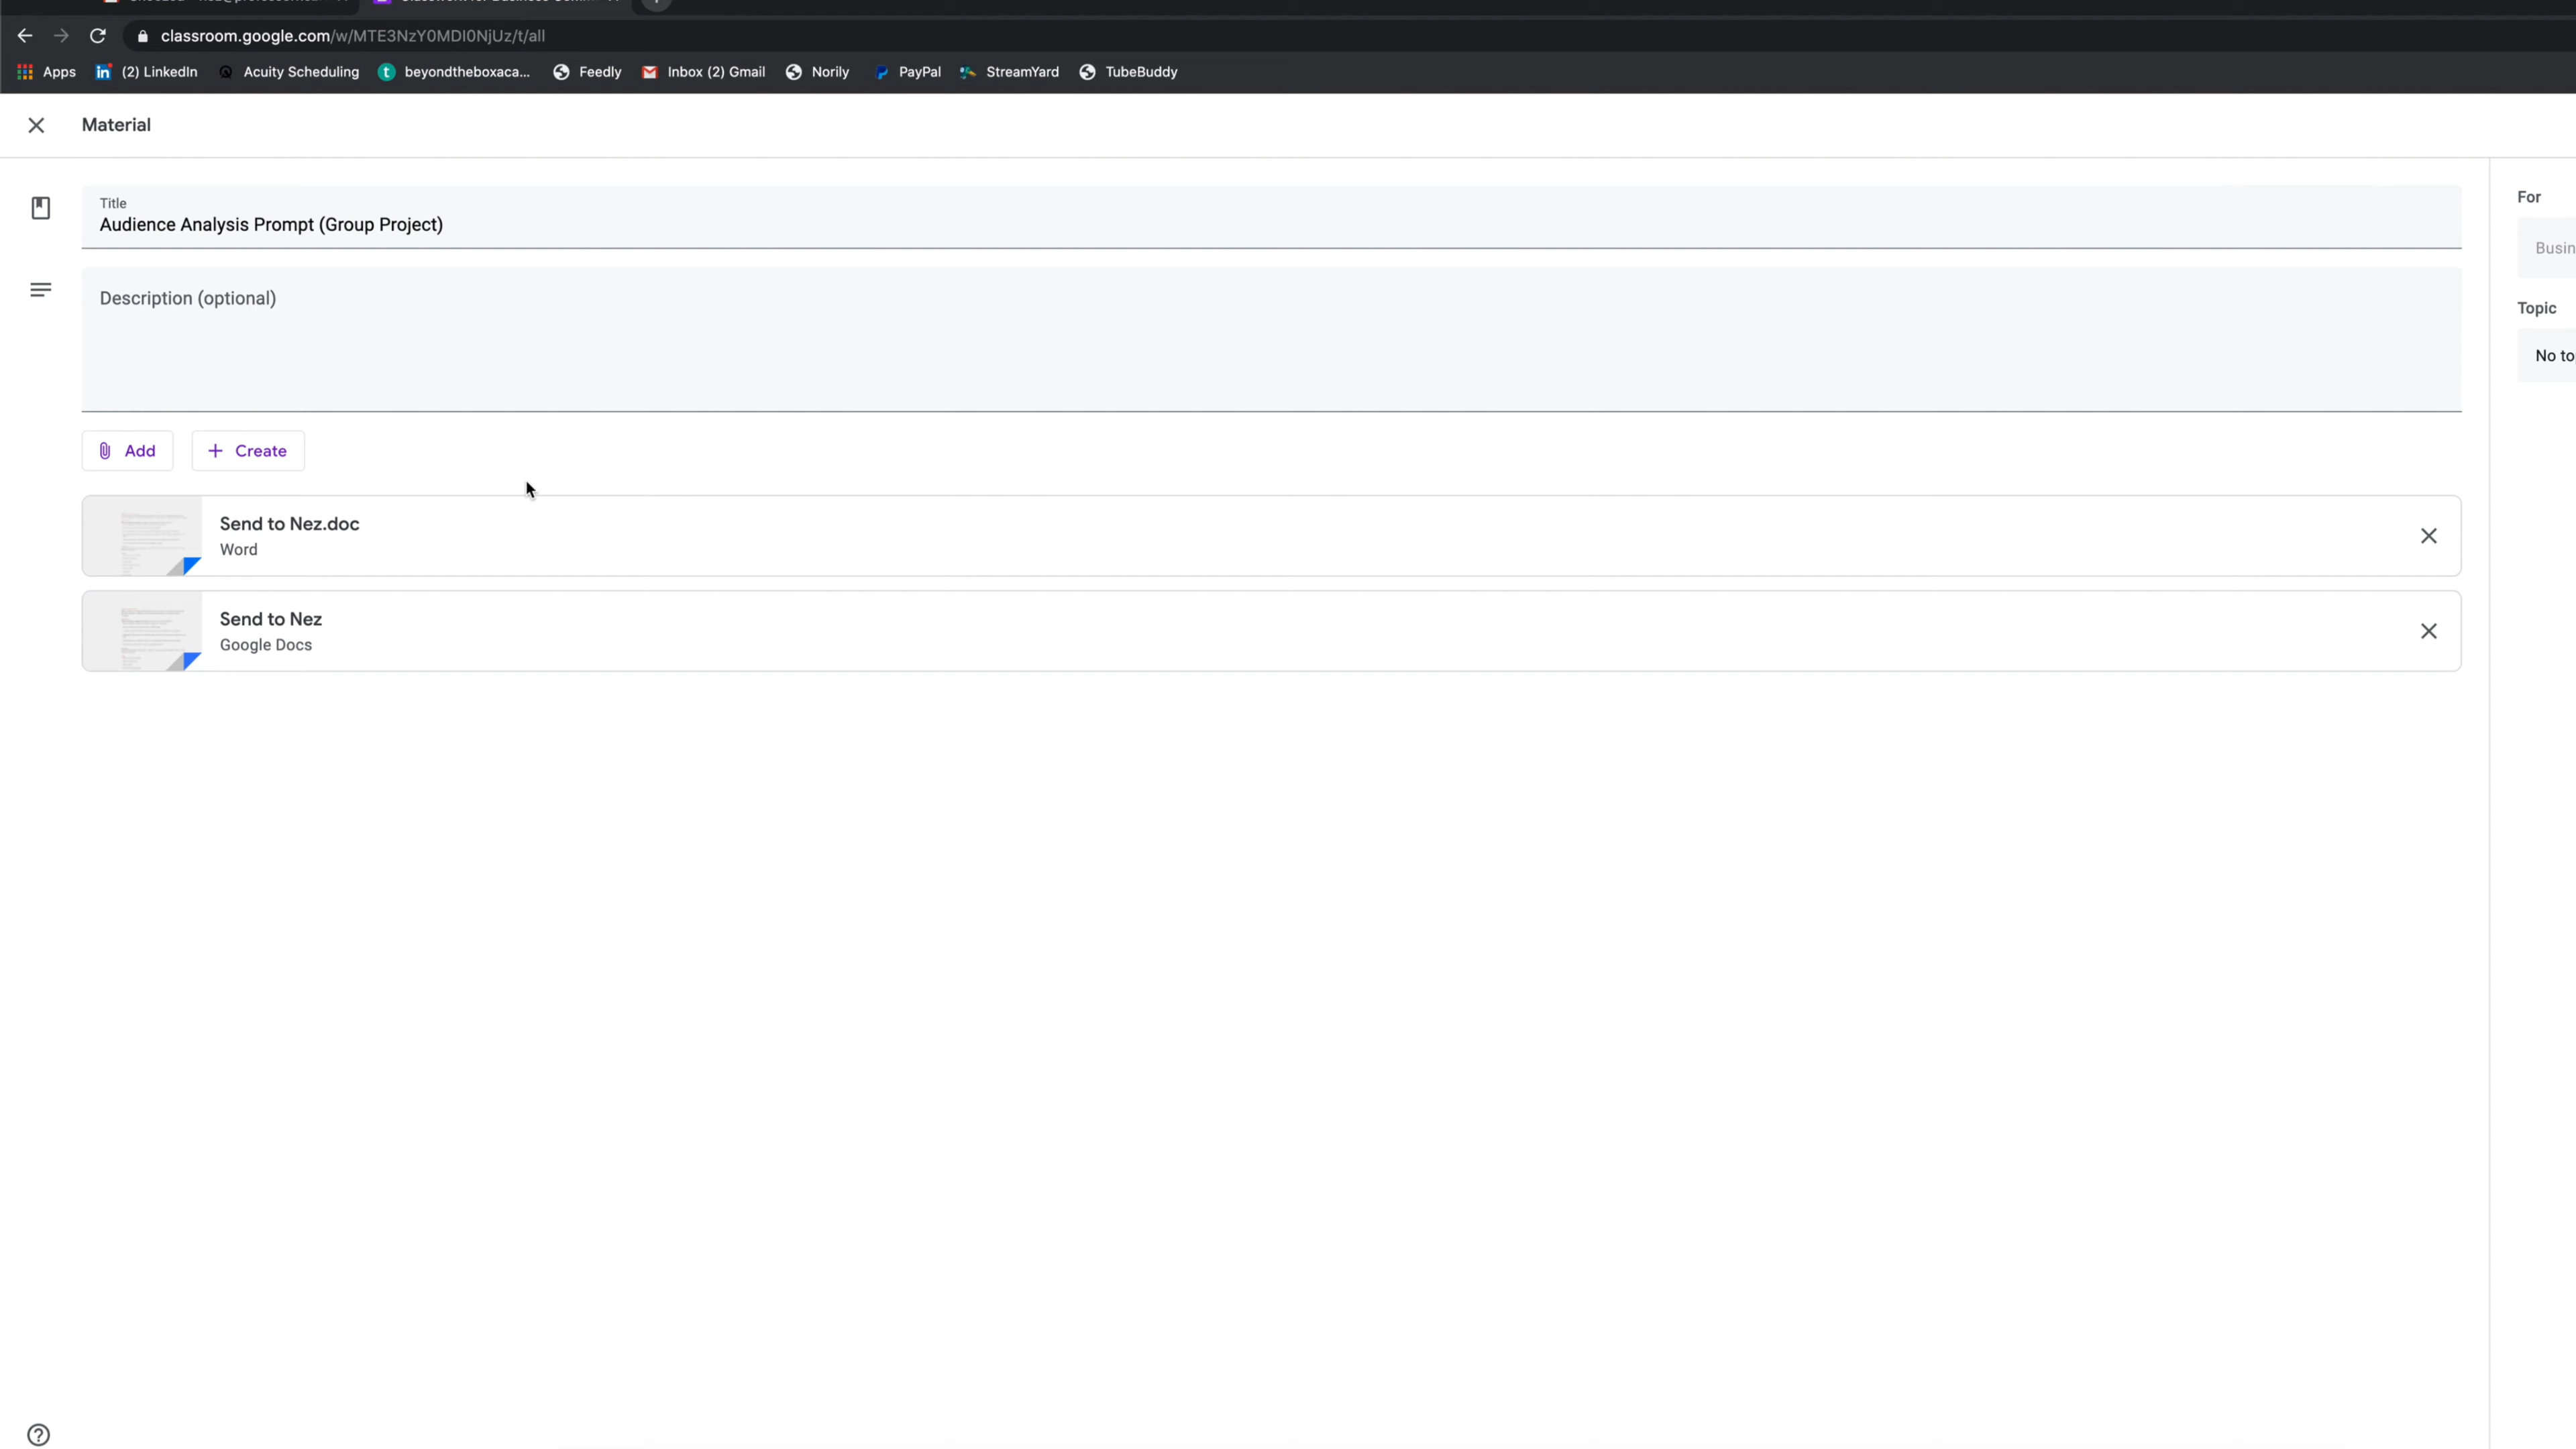 classroom.google.com/w/MTE3NzY0MDI0NjUz/t/all
Apps (2) LinkedIn Acuity Scheduling beyondtheboxaca... Feedly Inbox (2) Gmail Norily PayPal StreamYard TubeBuddy
Material
Title
Audience Analysis Prompt (Group Project)
Description (optional)
Add Create
Send to Nez.doc
Word
Send to Nez
Google Docs
For
Busin
Topic
No to